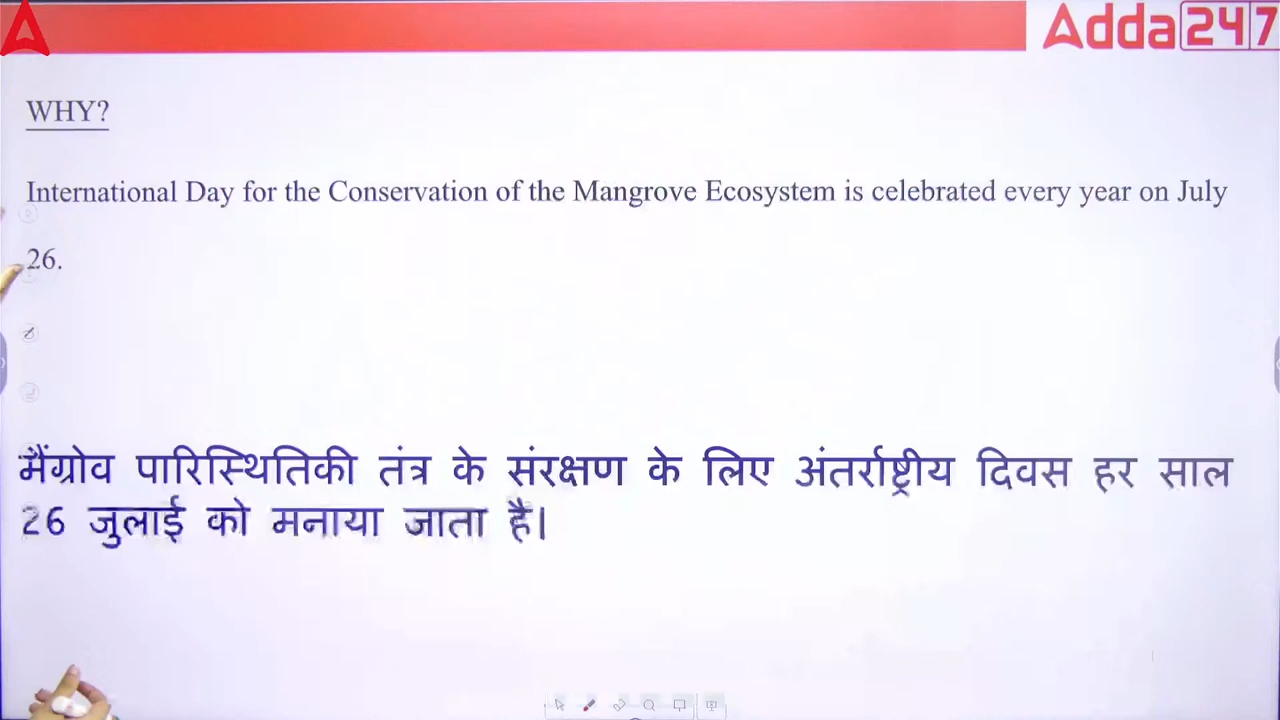 Adda247
WHY?
International Day for the Conservation of the Mangrove Ecosystem is celebrated every year on July
26.
मैंग्रोव पारिस्थितिकी तंत्र के संरक्षण के लिए अंतर्राष्ट्रीय दिवस हर साल
26 जुलाई को मनाया जाता है।